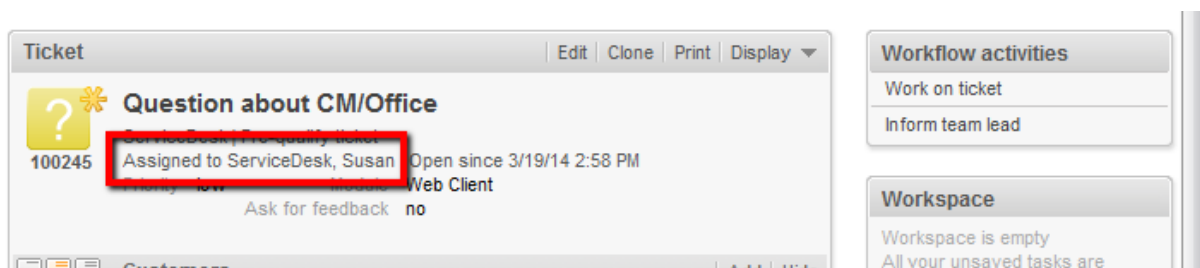 Ticket Edit Clone Print Display
Question about CM/Office
ServiceDesk | Pre-qualify ticket
100245 Assigned to ServiceDesk, Susan Open since 3/19/14 2:58 PM
Priority low Module Web Client
Ask for feedback no
Customers Add Hide
Workflow activities
Work on ticket
Inform team lead
Workspace
Workspace is empty
All your unsaved tasks are